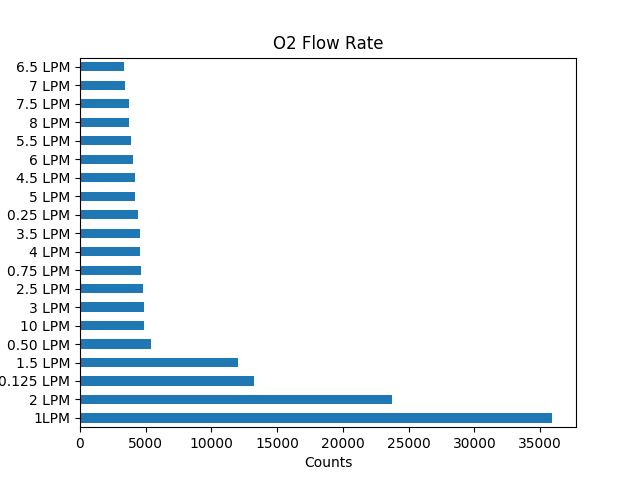 O2 Flow Rate
6.5 LPM
7 LPM
7.5 LPM
8 LPM
5.5 LPM
6 LPM
4.5 LPM
5 LPM
0.25 LPM
3.5 LPM
4 LPM
0.75 LPM
2.5 LPM
3 LPM
10 LPM
0.50 LPM
1.5 LPM
0.125 LPM
2 LPM
1LPM
0 5000 10000 15000 20000 25000 30000 35000
Counts